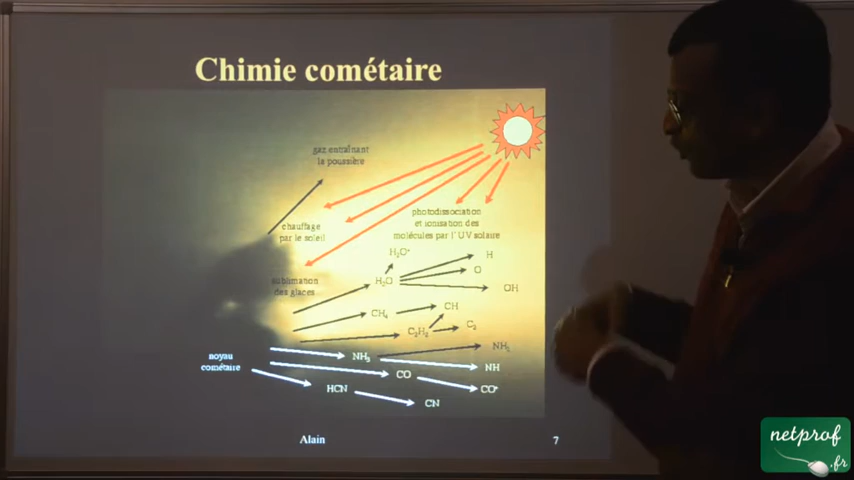 Chimie cométaire
gaz entraînant
la poussière
chauffage
par le soleil
photodissociation
et ionisation des
molécules par l'UV solaire
sublimation
des glaces
H₂O⁺
H
H₂O
O
OH
CH₄
CH
C₂H₂
C₂
noyau
cométaire
NH₃
NH₂
NH
CO
CO⁺
HCN
CN
Alain
7
netprof
.fr